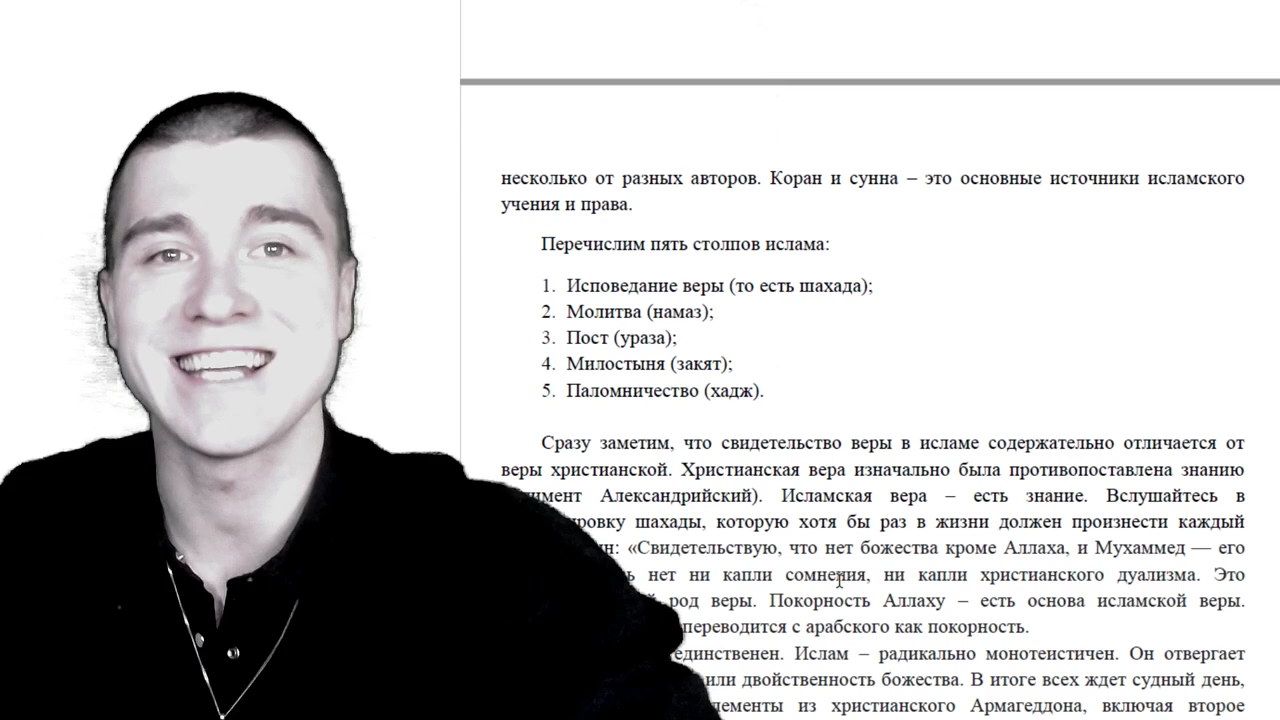 несколько от разных авторов. Коран и сунна – это основные источники исламского
учения и права.
Перечислим пять столпов ислама:
1. Исповедание веры (то есть шахада);
2. Молитва (намаз);
3. Пост (ураза);
4. Милостыня (закят);
5. Паломничество (хадж).
Сразу заметим, что свидетельство веры в исламе содержательно отличается от
веры христианской. Христианская вера изначально была противопоставлена знанию
Александрийский). Исламская вера – есть знание. Вслушайтесь в
шахады, которую хотя бы раз в жизни должен произнести каждый
«Свидетельствую, что нет божества кроме Аллаха, и Мухаммед — его
нет ни капли сомнения, ни капли христианского дуализма. Это
род веры. Покорность Аллаху – есть основа исламской веры.
переводится с арабского как покорность.
единственен. Ислам – радикально монотеистичен. Он отвергает
или двойственность божества. В итоге всех ждет судный день,
из христианского Армагеддона, включая второе